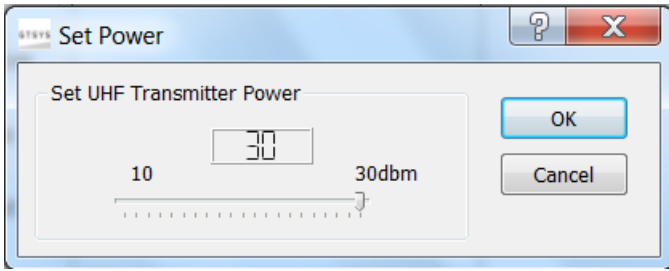 GTSYS Set Power
?
X
Set UHF Transmitter Power
30
10 30dbm
OK
Cancel